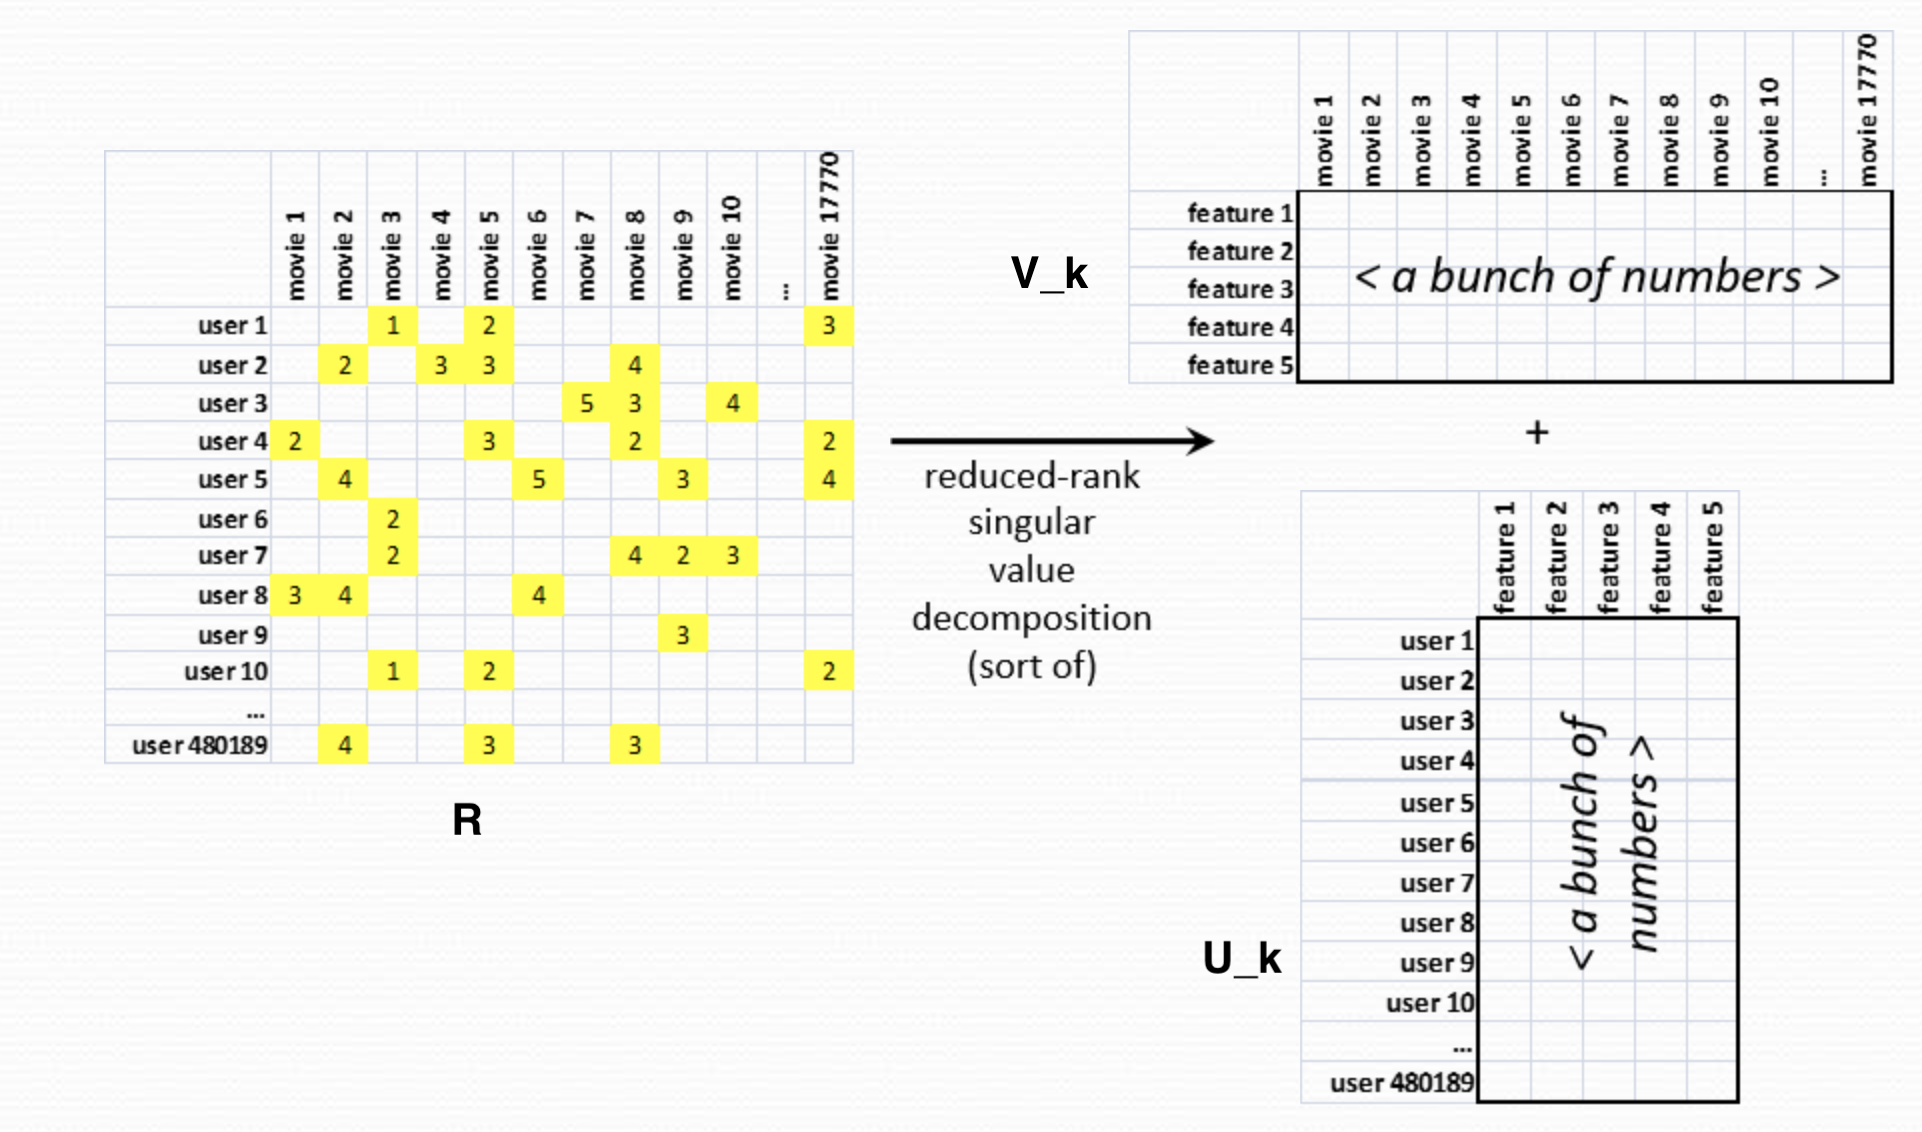 movie 1 movie 2 movie 3 movie 4 movie 5 movie 6 movie 7 movie 8 movie 9 movie 10 ... movie 17770
user 1 1 2 3
user 2 2 3 3 4
user 3 5 3 4
user 4 2 3 2 2
user 5 4 5 3 4
user 6 2
user 7 2 4 2 3
user 8 3 4 4
user 9 3
user 10 1 2 2
...
user 480189 4 3 3
R
reduced-rank
singular
value
decomposition
(sort of)
movie 1 movie 2 movie 3 movie 4 movie 5 movie 6 movie 7 movie 8 movie 9 movie 10 ... movie 17770
V_k
feature 1
feature 2
feature 3
feature 4
feature 5
< a bunch of numbers >
+
feature 1 feature 2 feature 3 feature 4 feature 5
U_k
user 1
user 2
user 3
user 4
user 5
user 6
user 7
user 8
user 9
user 10
...
user 480189
< a bunch of
numbers >